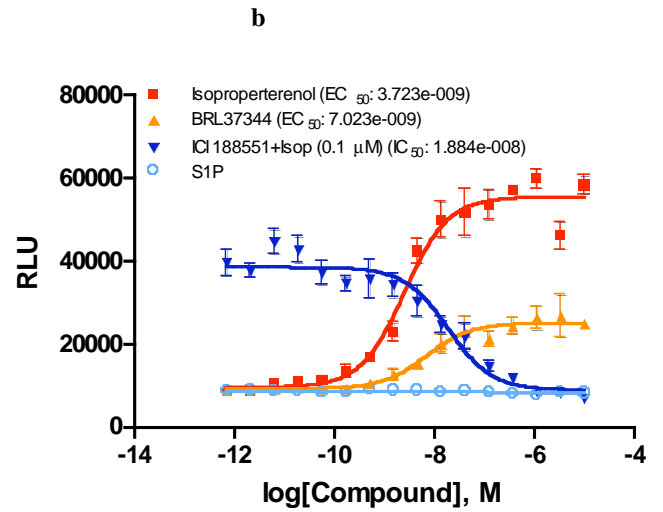 b
Isoproperterenol (EC 50: 3.723e-009)
BRL37344 (EC 50: 7.023e-009)
ICI 188551+Isop (0.1 μM) (IC 50: 1.884e-008)
S1P
80000
60000
40000
20000
0
RLU
-14 -12 -10 -8 -6 -4
log[Compound], M